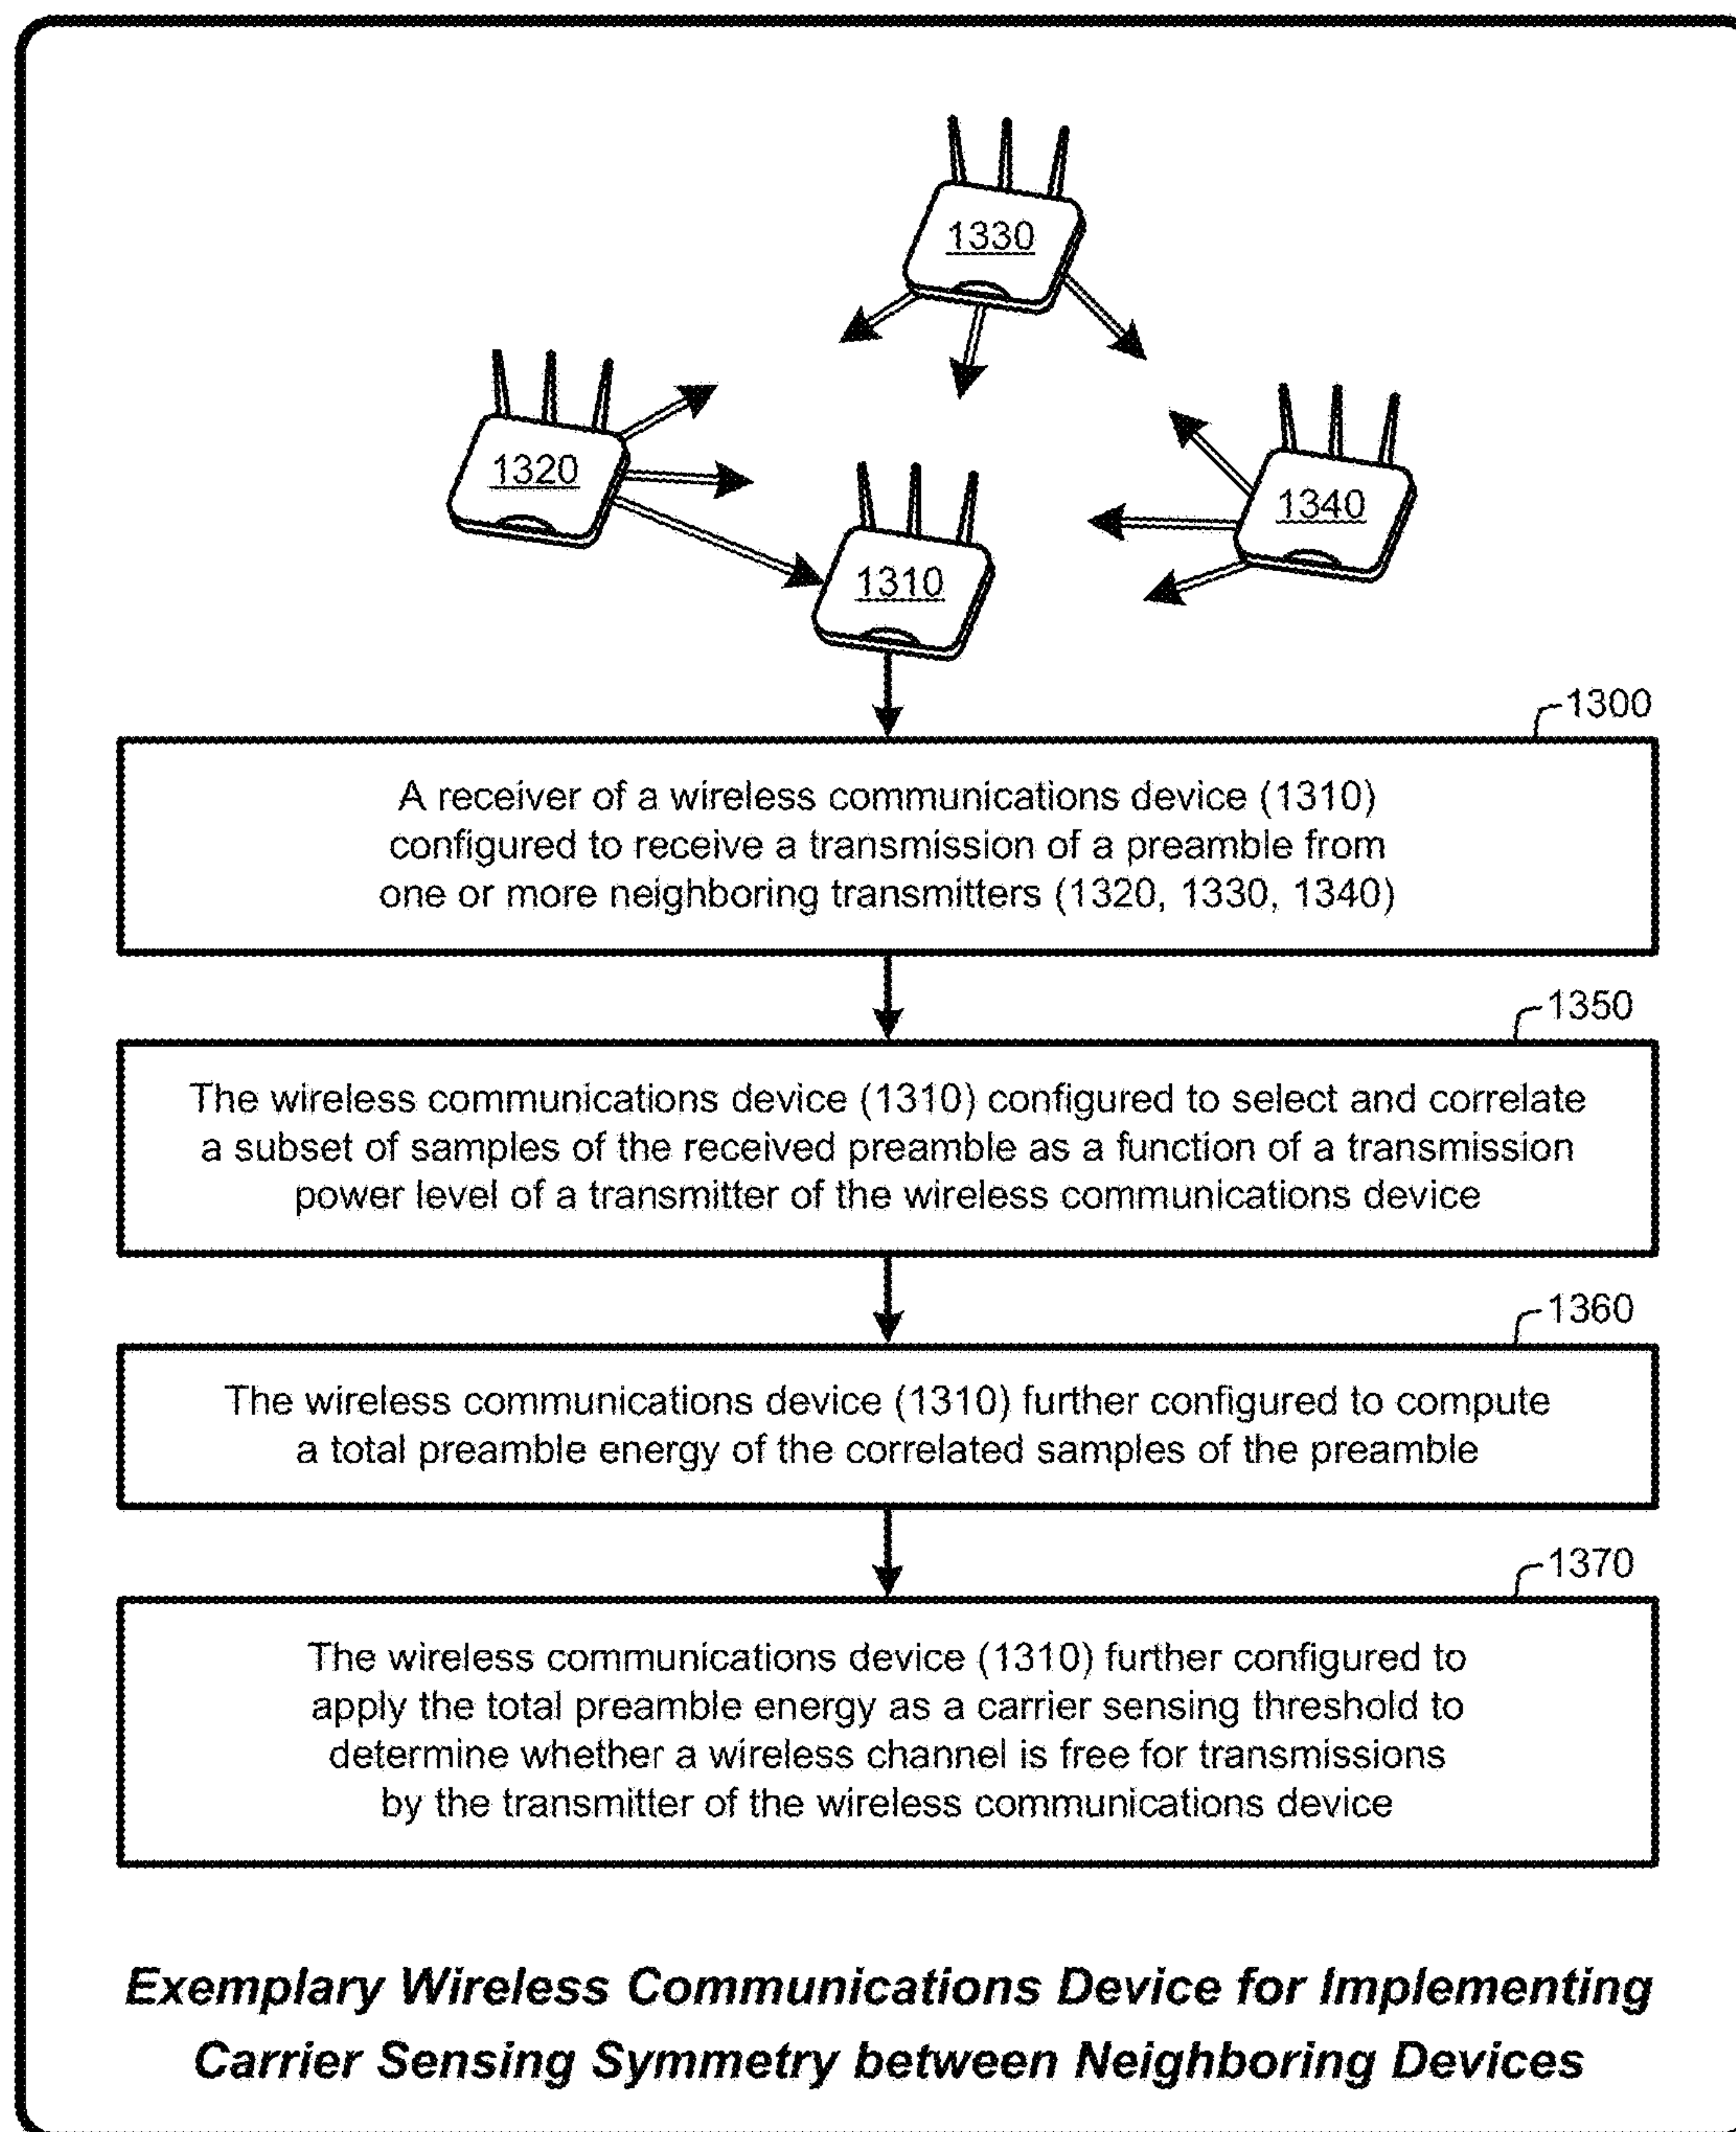 1330
1320
1340
1310
1300
A receiver of a wireless communications device (1310)
configured to receive a transmission of a preamble from
one or more neighboring transmitters (1320, 1330, 1340)
1350
The wireless communications device (1310) configured to select and correlate
a subset of samples of the received preamble as a function of a transmission
power level of a transmitter of the wireless communications device
1360
The wireless communications device (1310) further configured to compute
a total preamble energy of the correlated samples of the preamble
1370
The wireless communications device (1310) further configured to
apply the total preamble energy as a carrier sensing threshold to
determine whether a wireless channel is free for transmissions
by the transmitter of the wireless communications device
Exemplary Wireless Communications Device for Implementing
Carrier Sensing Symmetry between Neighboring Devices